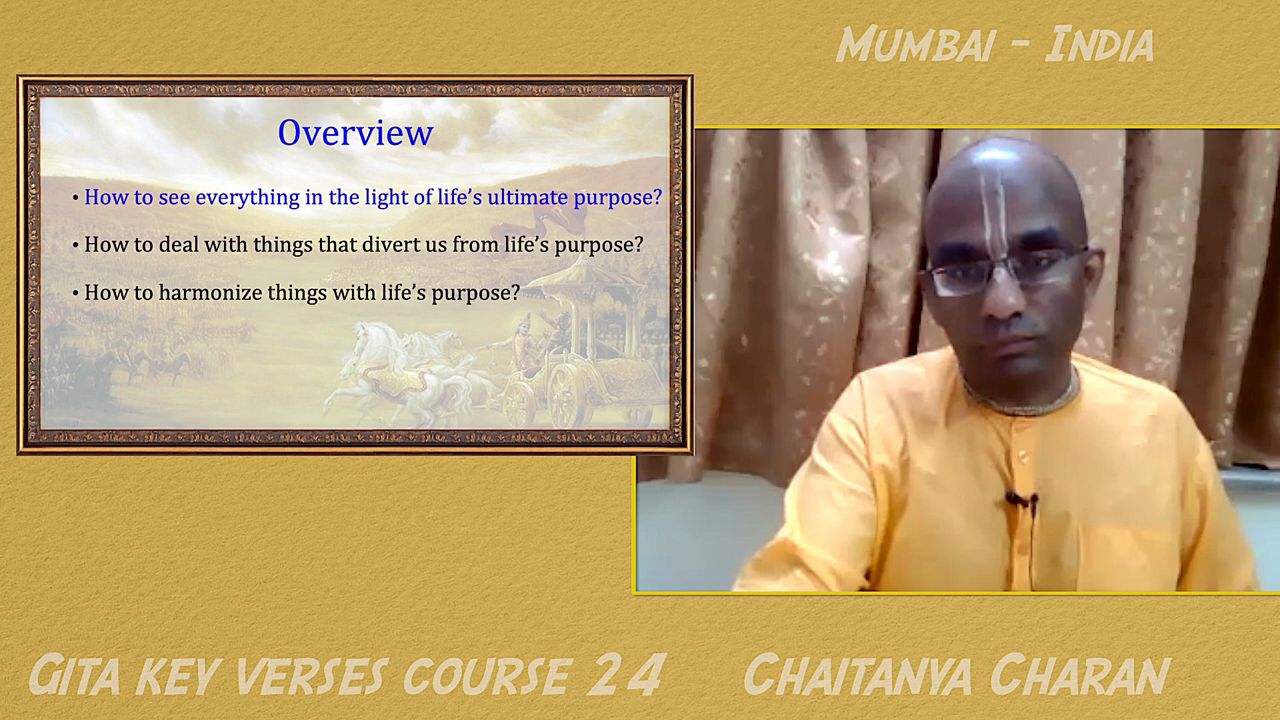 Mumbai - India
Overview
• How to see everything in the light of life’s ultimate purpose?
• How to deal with things that divert us from life’s purpose?
• How to harmonize things with life’s purpose?
Gita key verses course 24
Chaitanya Charan